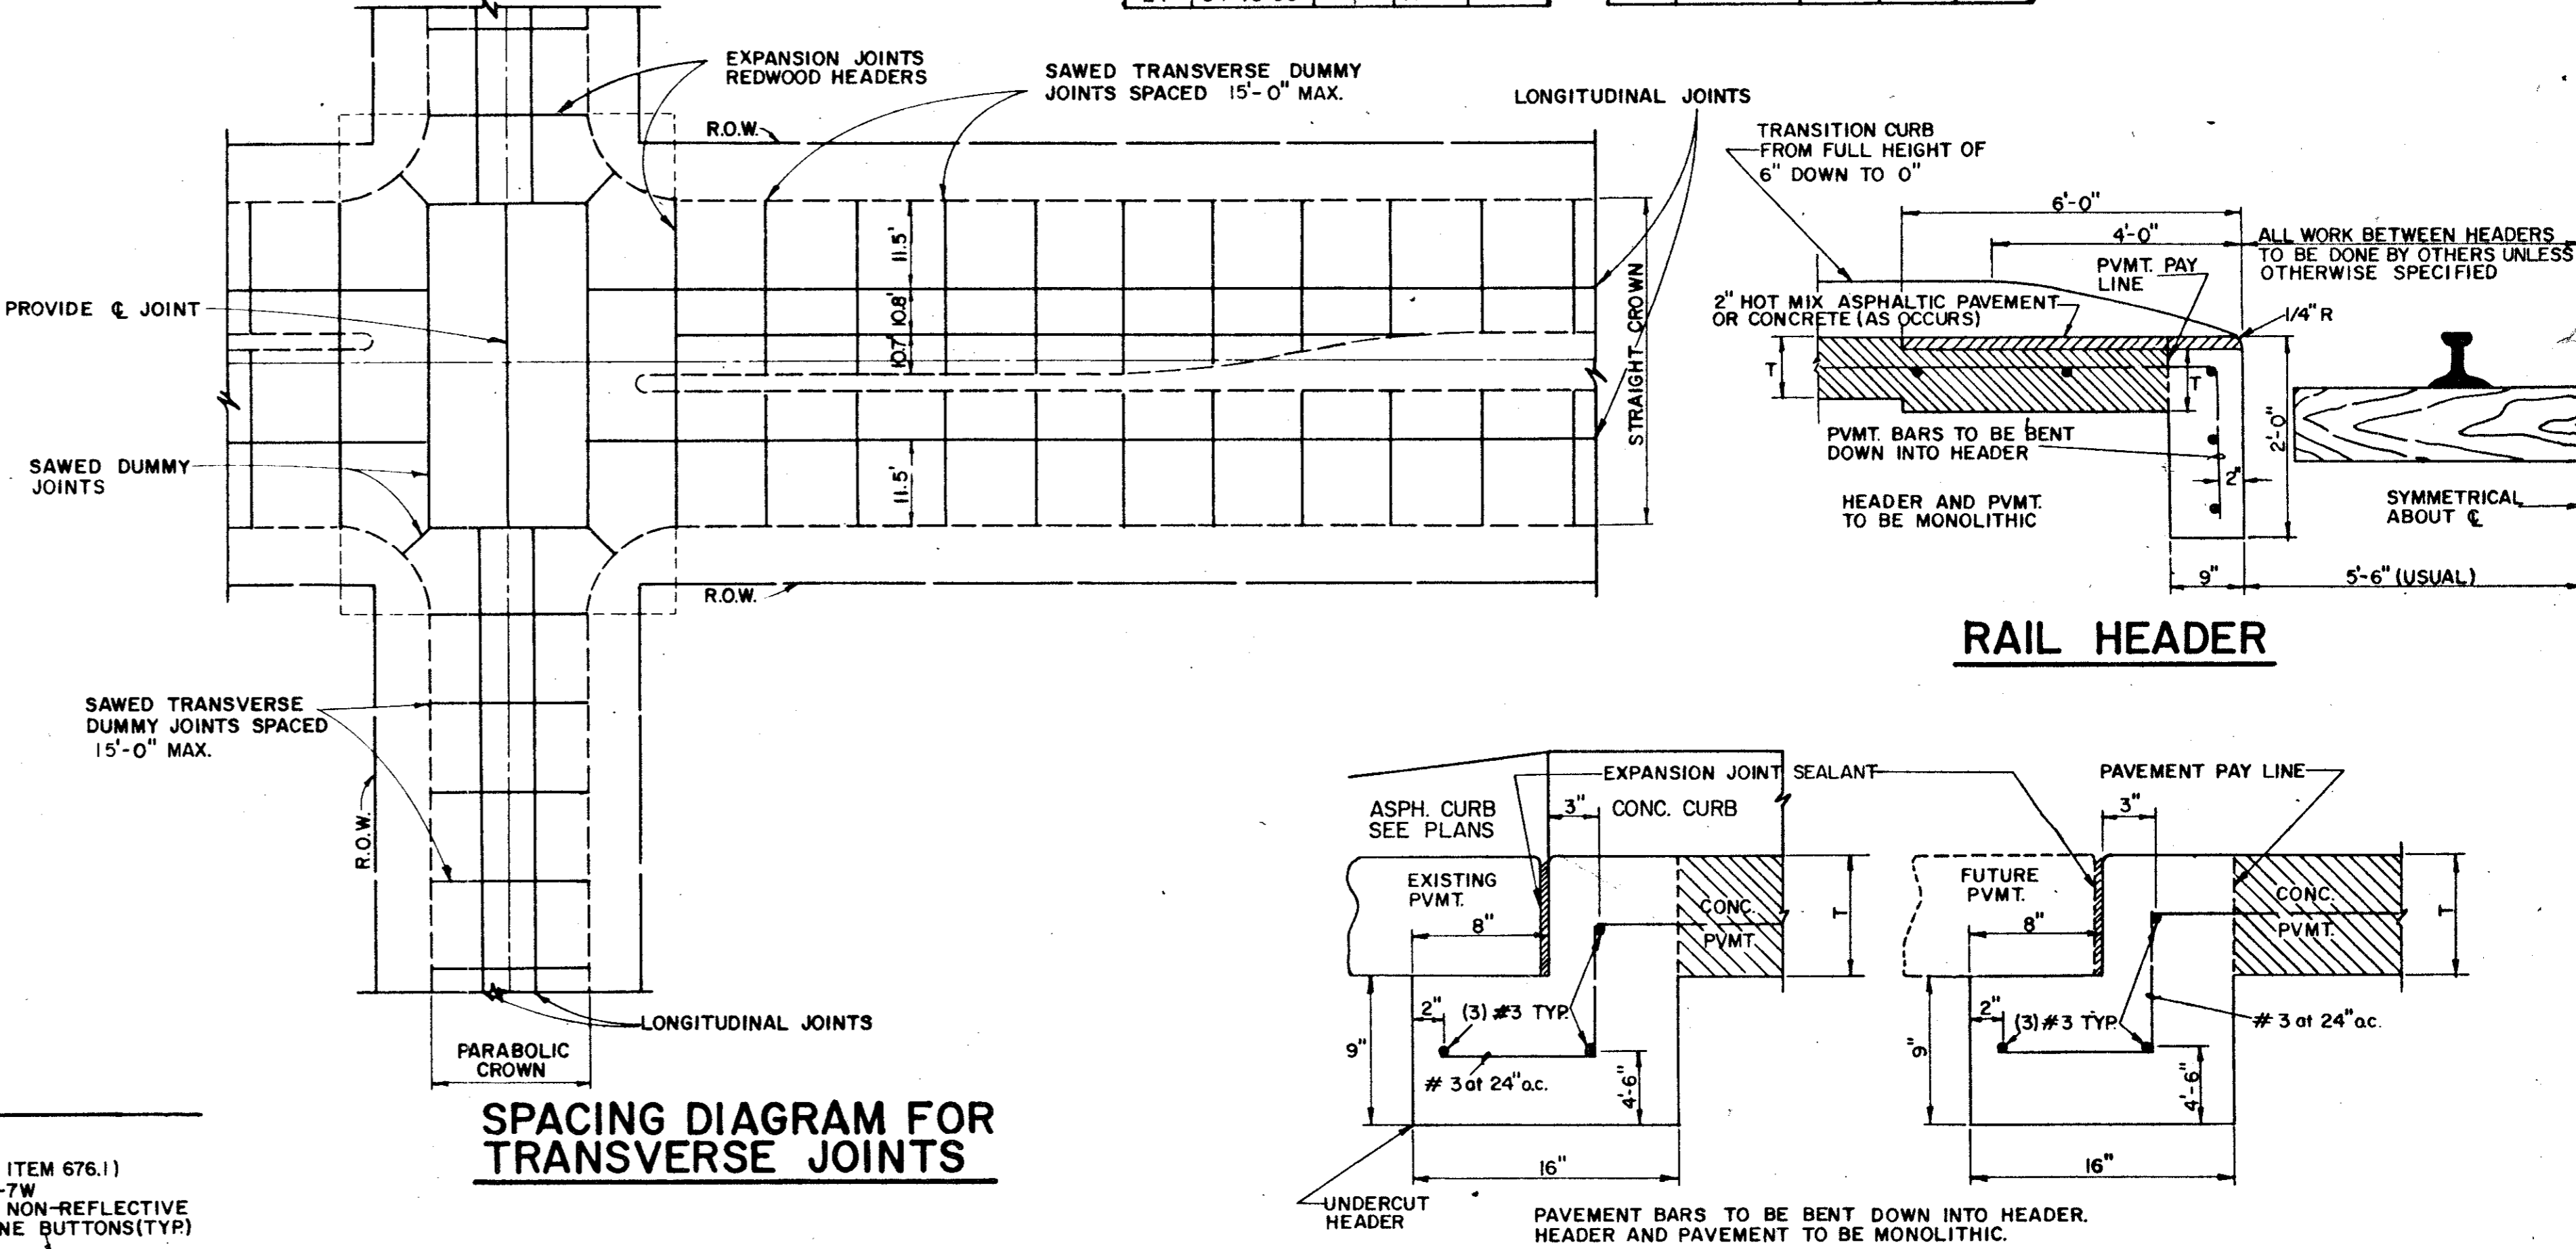 EXPANSION JOINTS
REDWOOD HEADERS
SAWED TRANSVERSE DUMMY
JOINTS SPACED 15'-0" MAX.
LONGITUDINAL JOINTS
R.O.W.
PROVIDE ℄ JOINT
11.5'
10.8'
10.7'
11.5'
STRAIGHT CROWN
SAWED DUMMY
JOINTS
R.O.W.
SAWED TRANSVERSE
DUMMY JOINTS SPACED
15'-0" MAX.
R.O.W.
LONGITUDINAL JOINTS
PARABOLIC
CROWN
SPACING DIAGRAM FOR
TRANSVERSE JOINTS
ITEM 676.1)
-7W
NON-REFLECTIVE
NE BUTTONS(TYP.)
TRANSITION CURB
FROM FULL HEIGHT OF
6" DOWN TO 0"
6'-0"
4'-0"
ALL WORK BETWEEN HEADERS
TO BE DONE BY OTHERS UNLESS
OTHERWISE SPECIFIED
PVMT. PAY
LINE
2" HOT MIX ASPHALTIC PAVEMENT
OR CONCRETE (AS OCCURS)
1/4" R
T
T
2'-0"
PVMT. BARS TO BE BENT
DOWN INTO HEADER
2"
HEADER AND PVMT.
TO BE MONOLITHIC
SYMMETRICAL
ABOUT ℄
9"
5'-6" (USUAL)
RAIL HEADER
EXPANSION JOINT SEALANT
PAVEMENT PAY LINE
ASPH. CURB
SEE PLANS
3"
CONC. CURB
EXISTING
PVMT.
8"
CONC.
PVMT.
T
2"
(3) #3 TYP.
9"
# 3 at 24" o.c.
4'-6"
16"
UNDERCUT
HEADER
3"
FUTURE
PVMT.
8"
CONC.
PVMT.
T
2"
(3) #3 TYP.
# 3 at 24" o.c.
9"
4'-6"
16"
PAVEMENT BARS TO BE BENT DOWN INTO HEADER.
HEADER AND PAVEMENT TO BE MONOLITHIC.